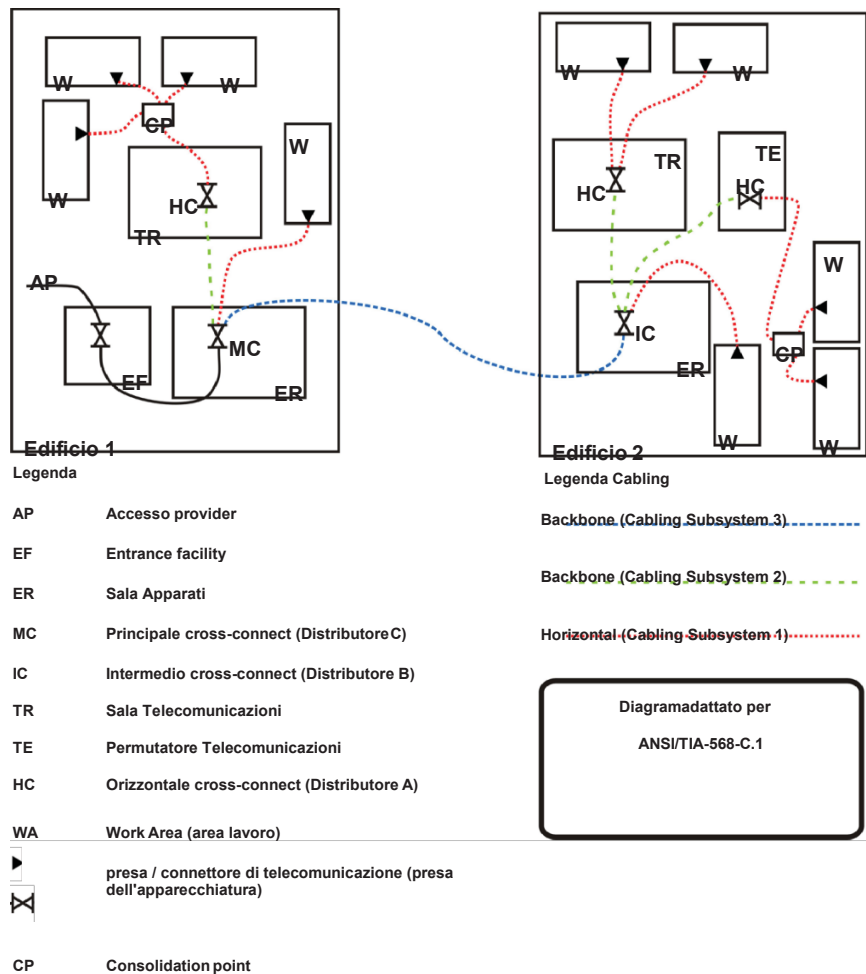 W
W
CP
W
W
HC
TR
AP
MC
EF
ER
Edificio 1
W
W
TR
TE
HC
HC
W
IC
CP
ER
W
W
Edificio 2
Legenda
AP Accesso provider
EF Entrance facility
ER Sala Apparati
MC Principale cross-connect (Distributore C)
IC Intermedio cross-connect (Distributore B)
TR Sala Telecomunicazioni
TE Permutatore Telecomunicazioni
HC Orizzontale cross-connect (Distributore A)
WA Work Area (area lavoro)
presa / connettore di telecomunicazione (presa
dell'apparecchiatura)
CP Consolidation point
Legenda Cabling
Backbone (Cabling Subsystem 3)
Backbone (Cabling Subsystem 2)
Horizontal (Cabling Subsystem 1)
Diagramadattato per
ANSI/TIA-568-C.1